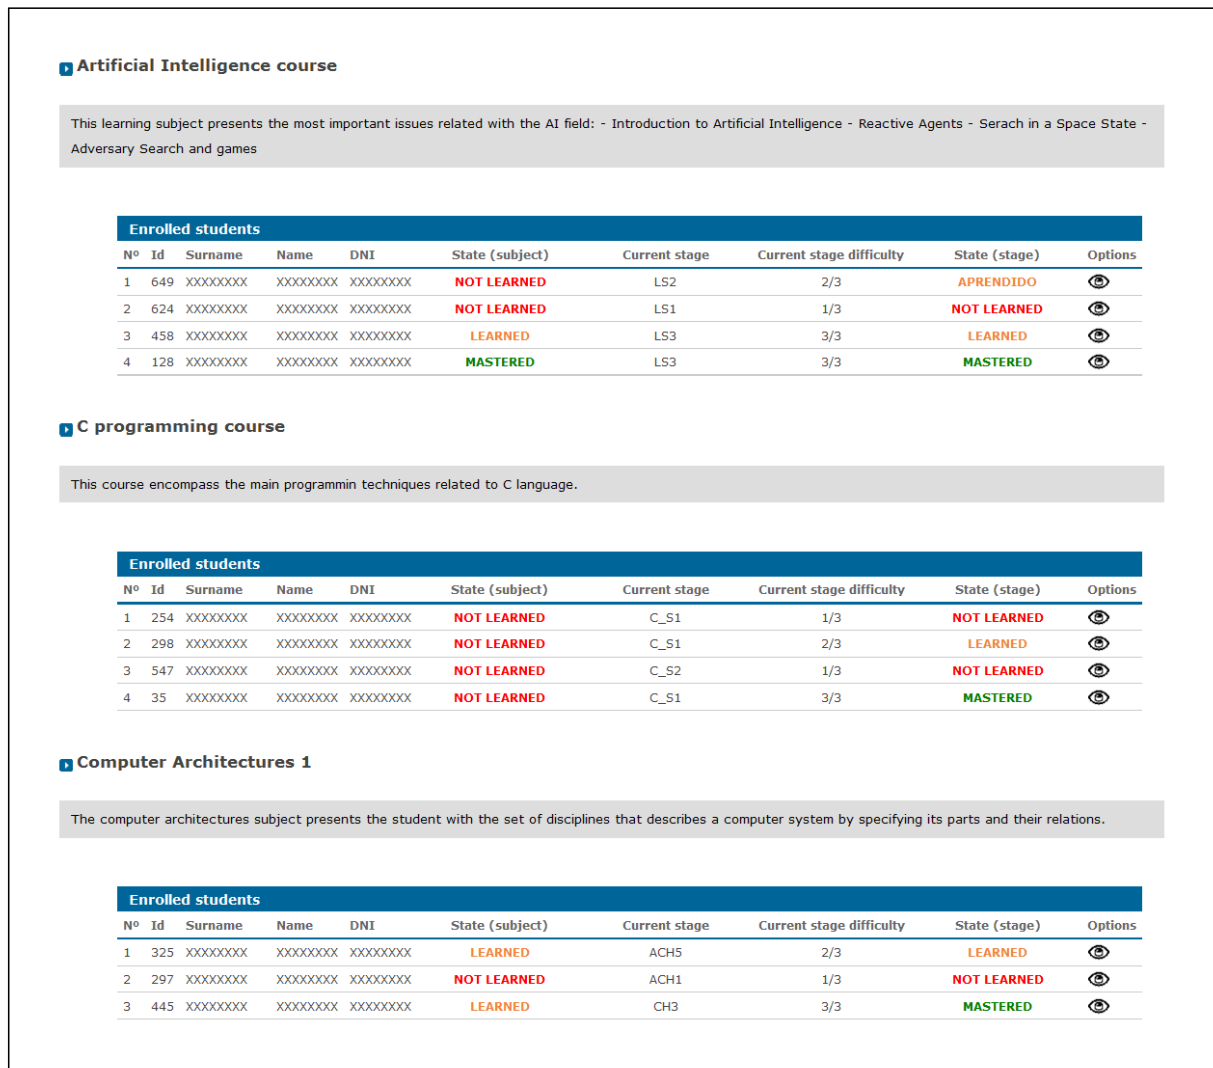 Artificial Intelligence course
This learning subject presents the most important issues related with the AI field: - Introduction to Artificial Intelligence - Reactive Agents - Serach in a Space State -
Adversary Search and games
Enrolled students
Nº Id Surname Name DNI State (subject) Current stage Current stage difficulty State (stage) Options
1 649 XXXXXXXX XXXXXXXX XXXXXXXX NOT LEARNED LS2 2/3 APRENDIDO
2 624 XXXXXXXX XXXXXXXX XXXXXXXX NOT LEARNED LS1 1/3 NOT LEARNED
3 458 XXXXXXXX XXXXXXXX XXXXXXXX LEARNED LS3 3/3 LEARNED
4 128 XXXXXXXX XXXXXXXX XXXXXXXX MASTERED LS3 3/3 MASTERED
C programming course
This course encompass the main programmin techniques related to C language.
Enrolled students
Nº Id Surname Name DNI State (subject) Current stage Current stage difficulty State (stage) Options
1 254 XXXXXXXX XXXXXXXX XXXXXXXX NOT LEARNED C_S1 1/3 NOT LEARNED
2 298 XXXXXXXX XXXXXXXX XXXXXXXX NOT LEARNED C_S1 2/3 LEARNED
3 547 XXXXXXXX XXXXXXXX XXXXXXXX NOT LEARNED C_S2 1/3 NOT LEARNED
4 35 XXXXXXXX XXXXXXXX XXXXXXXX NOT LEARNED C_S1 3/3 MASTERED
Computer Architectures 1
The computer architectures subject presents the student with the set of disciplines that describes a computer system by specifying its parts and their relations.
Enrolled students
Nº Id Surname Name DNI State (subject) Current stage Current stage difficulty State (stage) Options
1 325 XXXXXXXX XXXXXXXX XXXXXXXX LEARNED ACH5 2/3 LEARNED
2 297 XXXXXXXX XXXXXXXX XXXXXXXX NOT LEARNED ACH1 1/3 NOT LEARNED
3 445 XXXXXXXX XXXXXXXX XXXXXXXX LEARNED CH3 3/3 MASTERED